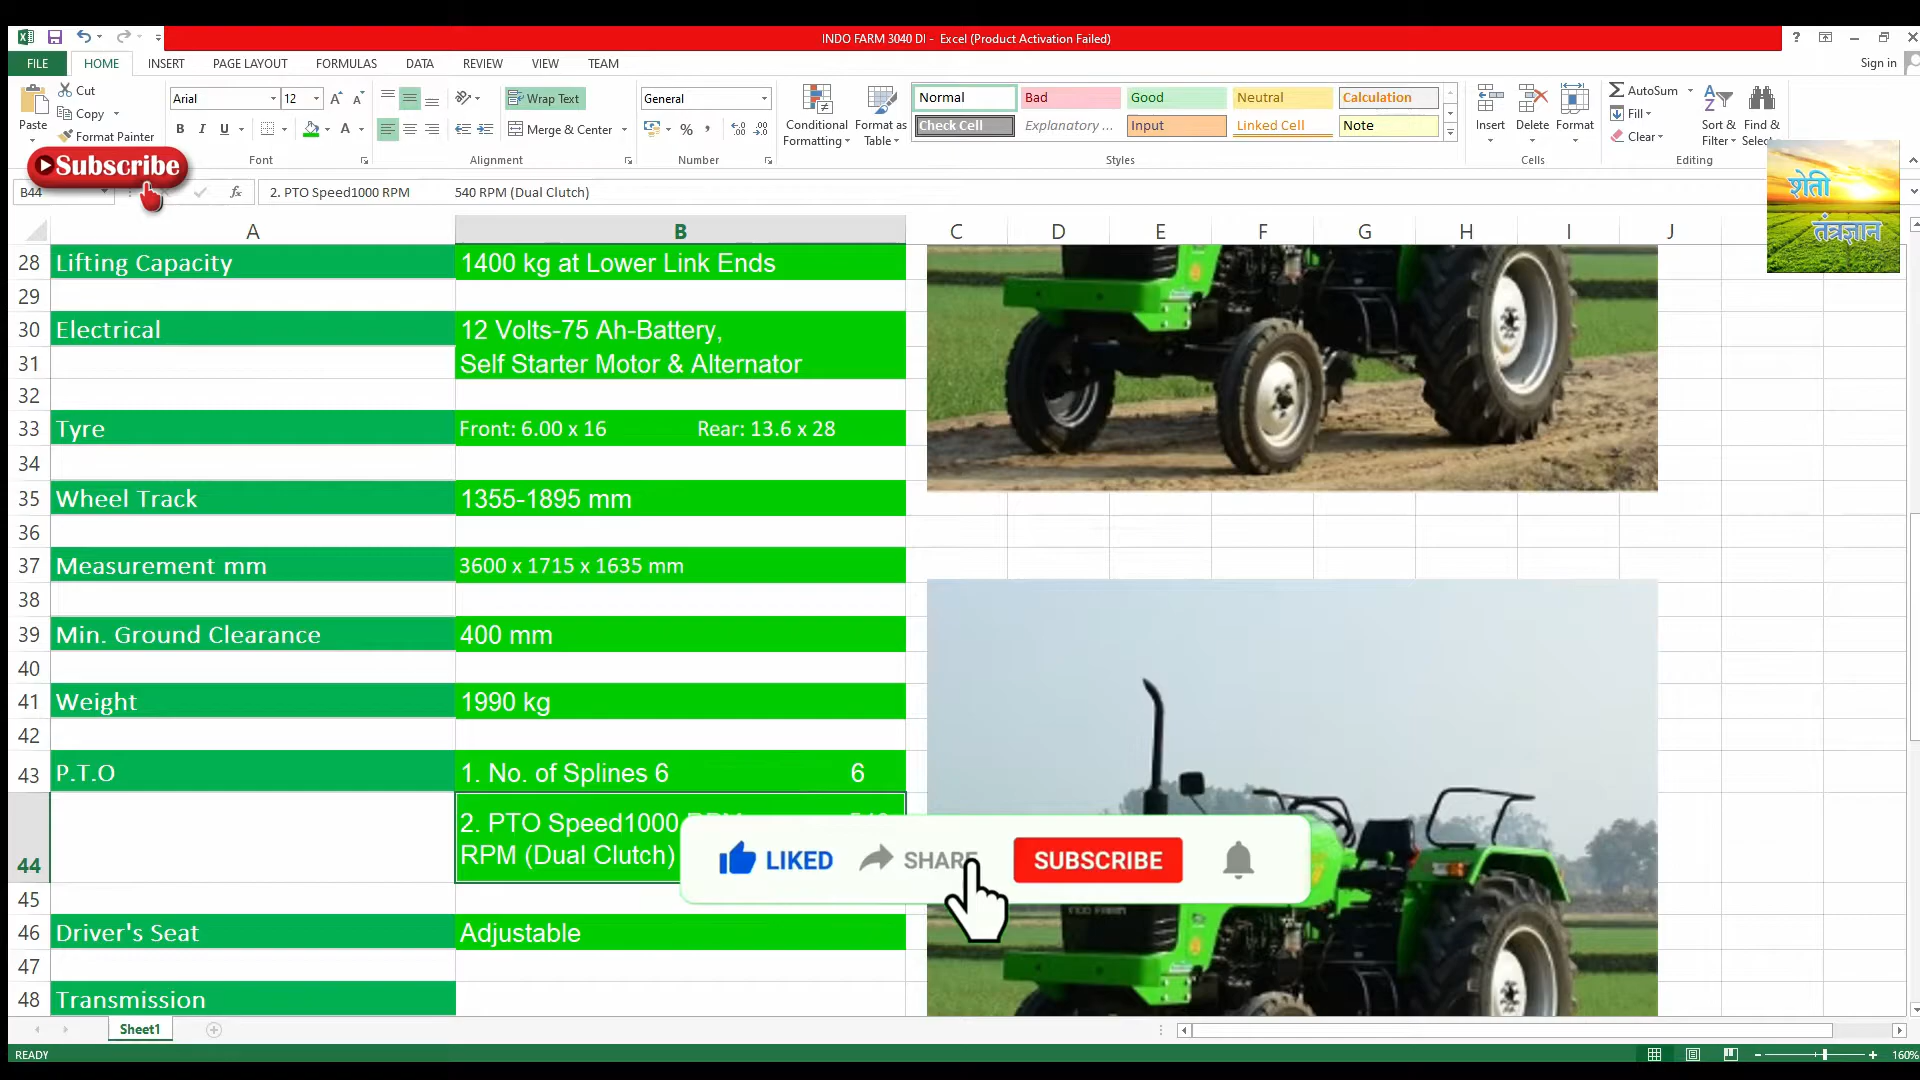 INDO FARM 3040 DI - Excel (Product Activation Failed)
FILE HOME INSERT PAGE LAYOUT FORMULAS DATA REVIEW VIEW TEAM
Sign in
Paste
Cut
Copy
Format Painter
Arial 12
B I U
Font
Wrap Text
Merge & Center
Alignment
General
Number
Conditional Formatting
Format as Table
Normal Bad Good Neutral Calculation
Check Cell Explanatory ... Input Linked Cell Note
Styles
Insert Delete Format
Cells
AutoSum
Fill
Clear
Sort & Filter
Find &
Editing
Subscribe
शेती
तंत्रज्ञान
B44
fx
2. PTO Speed1000 RPM 540 RPM (Dual Clutch)
A B C D E F G H I J
28 Lifting Capacity 1400 kg at Lower Link Ends
29
30 Electrical 12 Volts-75 Ah-Battery,
31 Self Starter Motor & Alternator
32
33 Tyre Front: 6.00 x 16 Rear: 13.6 x 28
34
35 Wheel Track 1355-1895 mm
36
37 Measurement mm 3600 x 1715 x 1635 mm
38
39 Min. Ground Clearance 400 mm
40
41 Weight 1990 kg
42
43 P.T.O 1. No. of Splines 6 6
44 2. PTO Speed1000
RPM (Dual Clutch)
LIKED SHARE SUBSCRIBE
INDO FARM
45
46 Driver's Seat Adjustable
47
48 Transmission
Sheet1
READY
160%